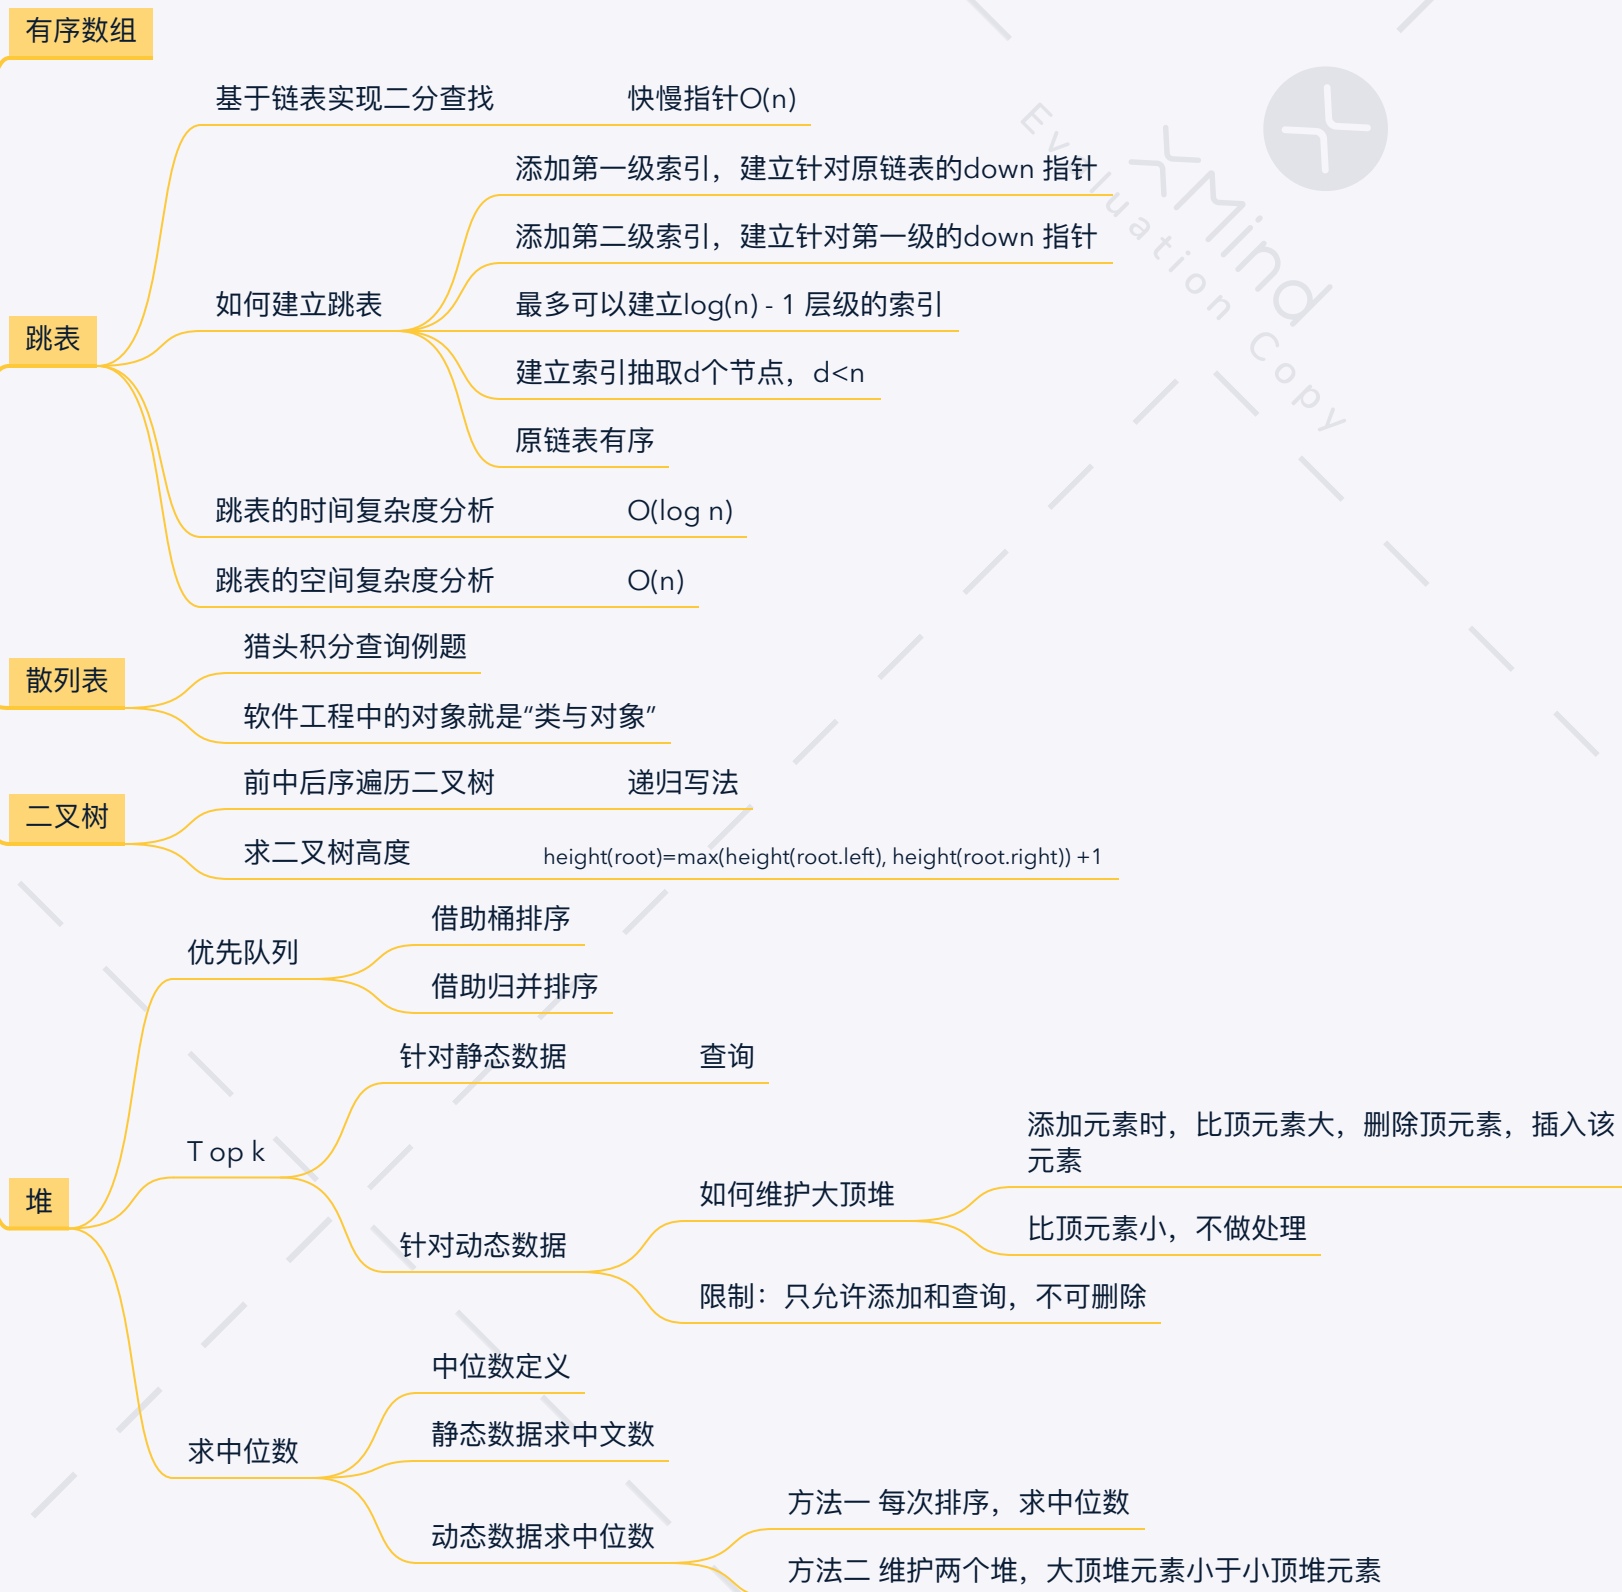 有序数组
基于链表实现二分查找
快慢指针O(n)
添加第一级索引，建立针对原链表的down 指针
添加第二级索引，建立针对第一级的down 指针
如何建立跳表
最多可以建立log(n) - 1 层级的索引
跳表
建立索引抽取d个节点，d<n
原链表有序
跳表的时间复杂度分析
O(log n)
跳表的空间复杂度分析
O(n)
猎头积分查询例题
散列表
软件工程中的对象就是“类与对象”
前中后序遍历二叉树
递归写法
二叉树
求二叉树高度
height(root)=max(height(root.left), height(root.right)) +1
借助桶排序
优先队列
借助归并排序
针对静态数据
查询
添加元素时，比顶元素大，删除顶元素，插入该
元素
Top k
如何维护大顶堆
堆
比顶元素小，不做处理
针对动态数据
限制：只允许添加和查询，不可删除
中位数定义
静态数据求中文数
求中位数
方法一 每次排序，求中位数
动态数据求中位数
方法二 维护两个堆，大顶堆元素小于小顶堆元素
XMind
Evaluation Copy